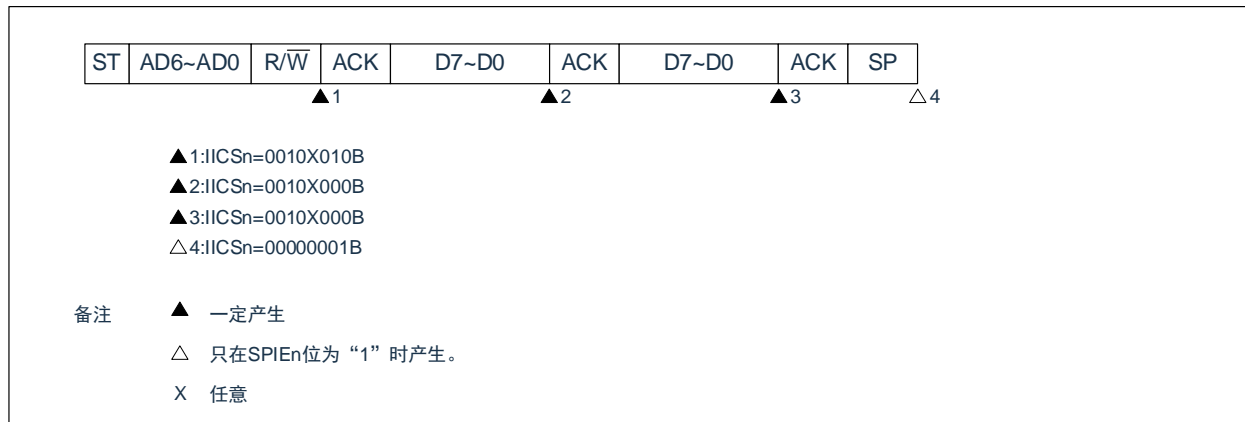 ST AD6~AD0 R/W ACK D7~D0 ACK D7~D0 ACK SP
▲1 ▲2 ▲3 △4
▲1:IICSn=0010X010B
▲2:IICSn=0010X000B
▲3:IICSn=0010X000B
△4:IICSn=00000001B
备注 ▲ 一定产生
△ 只在SPIEn位为“1”时产生。
X 任意